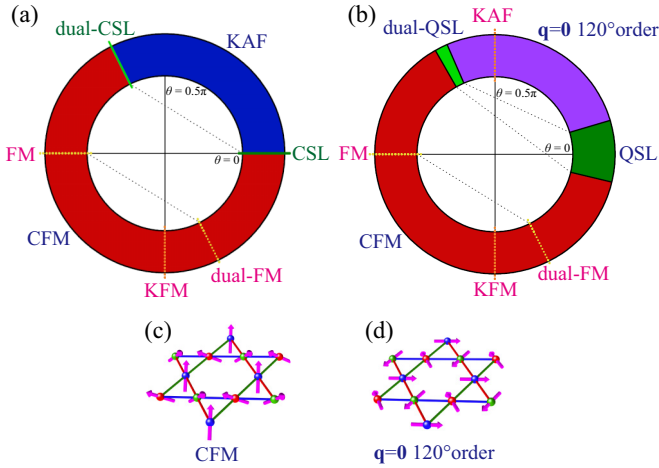 (a)
dual-CSL
KAF
θ = 0.5π
θ = 0
CSL
FM
CFM
KFM
dual-FM
(b)
KAF
dual-QSL
q=0 120°order
θ = 0.5π
θ = 0
QSL
FM
CFM
KFM
dual-FM
(c)
CFM
(d)
q=0 120°order